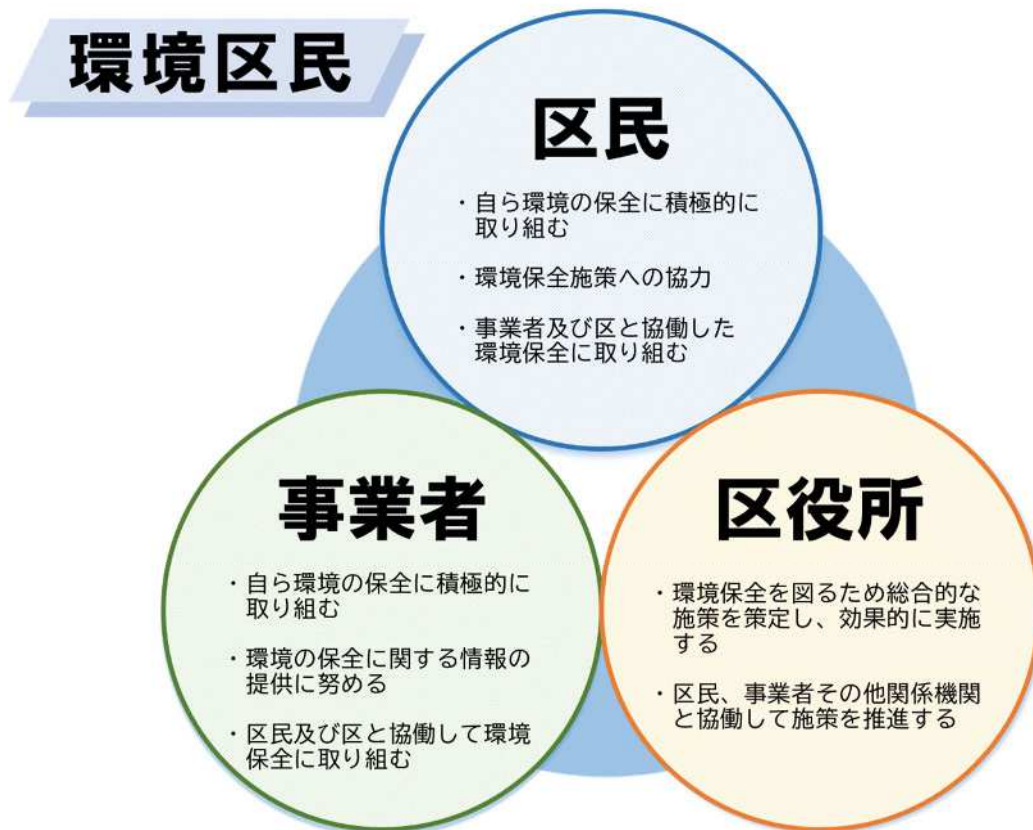 環境区民
区民
・自ら環境の保全に積極的に
取り組む
・環境保全施策への協力
・事業者及び区と協働した
環境保全に取り組む
事業者
・自ら環境の保全に積極的に
取り組む
・環境の保全に関する情報の
提供に努める
・区民及び区と協働して環境
保全に取り組む
区役所
・環境保全を図るため総合的な
施策を策定し、効果的に実施
する
・区民、事業者その他関係機関
と協働して施策を推進する